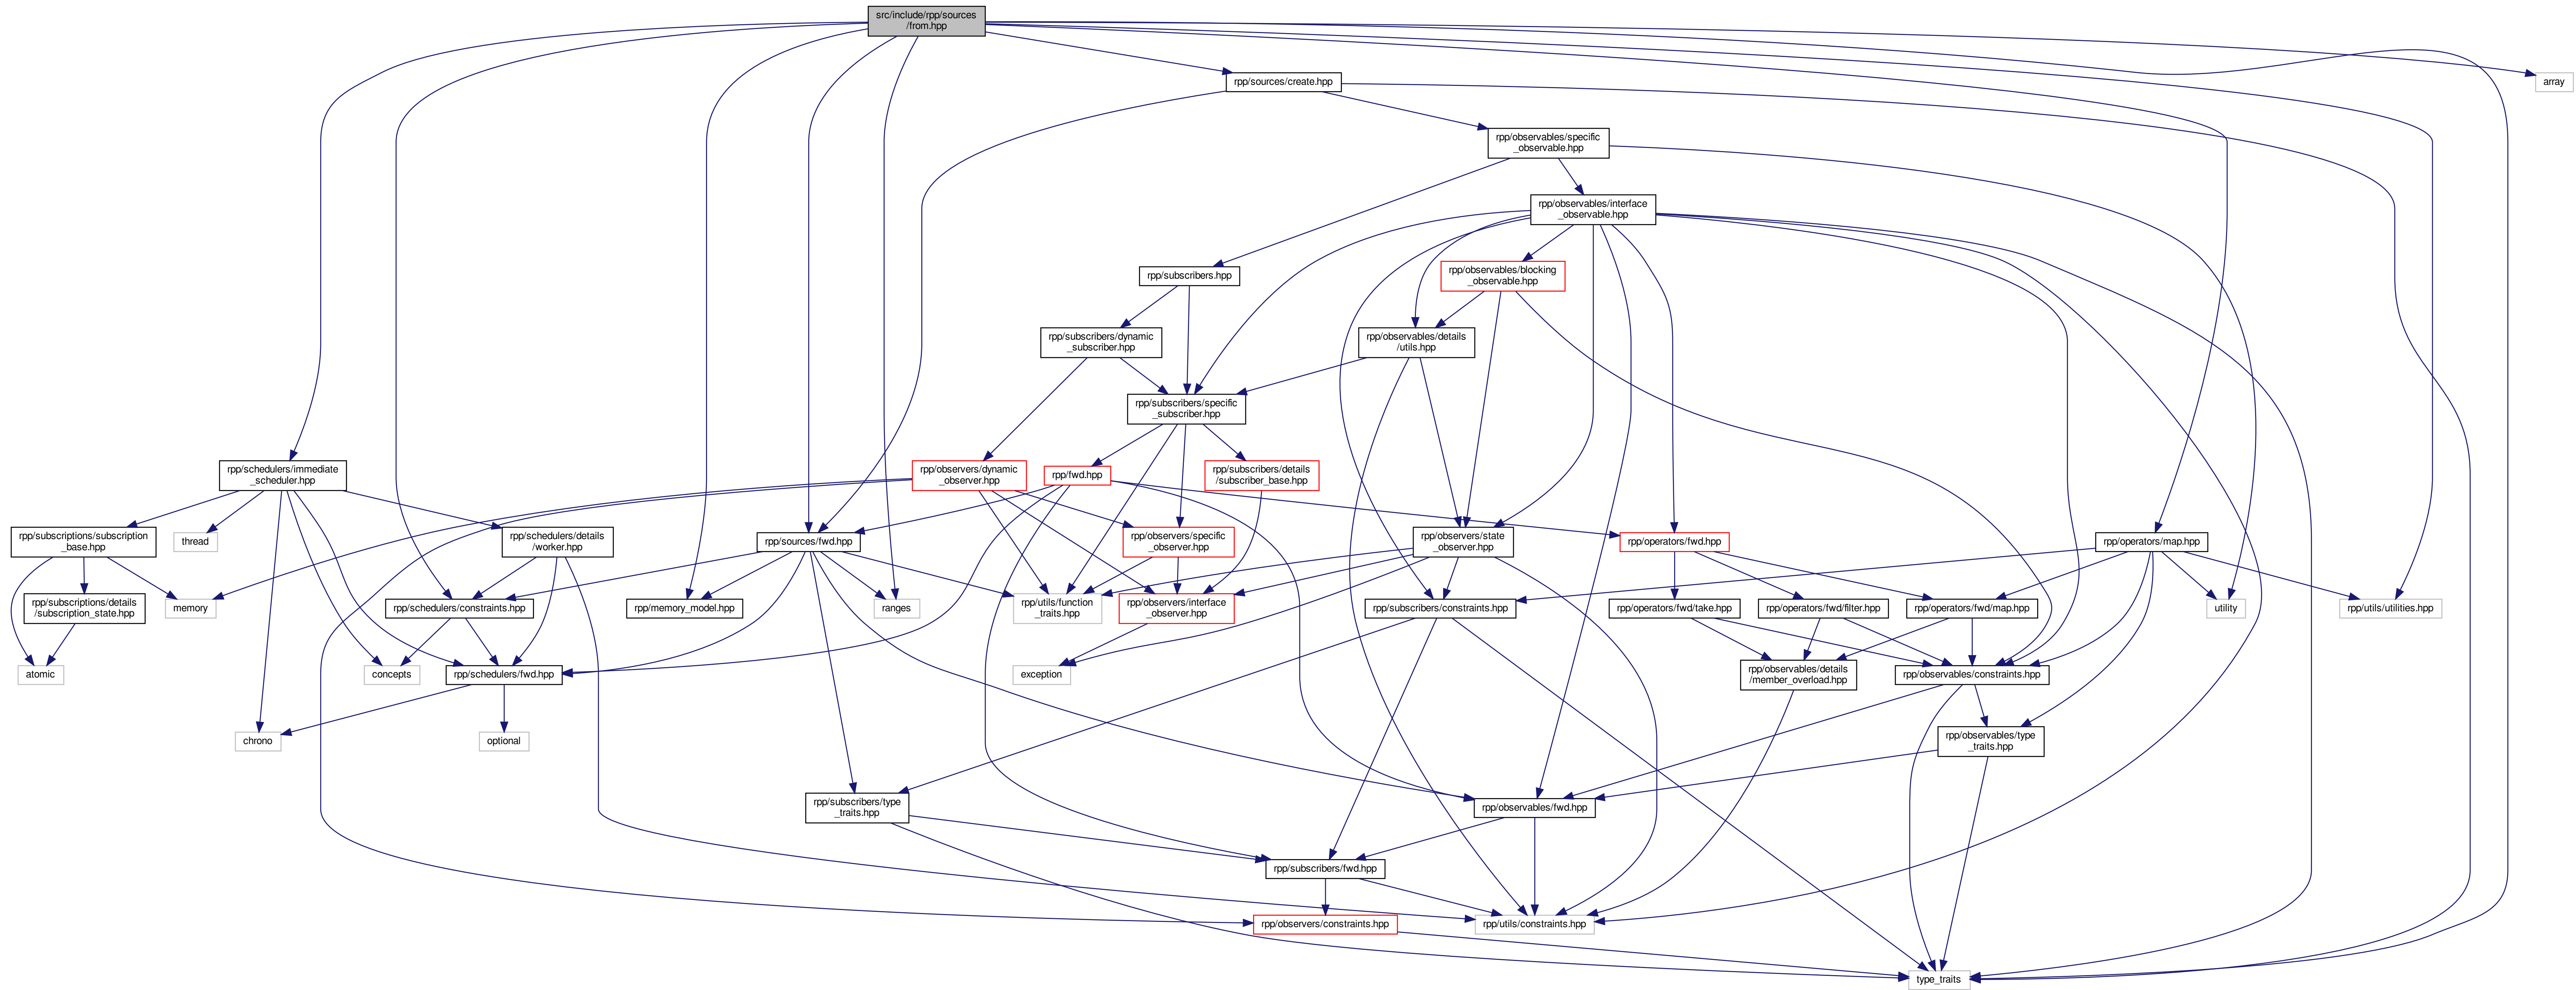 src/include/rpp/sources
/from.hpp
rpp/sources/create.hpp
array
rpp/observables/specific
_observable.hpp
rpp/observables/interface
_observable.hpp
rpp/subscribers.hpp
rpp/observables/blocking
_observable.hpp
rpp/subscribers/dynamic
_subscriber.hpp
rpp/observables/details
/utils.hpp
rpp/subscribers/specific
_subscriber.hpp
rpp/schedulers/immediate
_scheduler.hpp
rpp/observers/dynamic
_observer.hpp
rpp/fwd.hpp
rpp/subscribers/details
/subscriber_base.hpp
rpp/subscriptions/subscription
_base.hpp
thread
rpp/schedulers/details
/worker.hpp
rpp/sources/fwd.hpp
rpp/observers/specific
_observer.hpp
rpp/observers/state
_observer.hpp
rpp/operators/fwd.hpp
rpp/operators/map.hpp
rpp/subscriptions/details
/subscription_state.hpp
memory
rpp/schedulers/constraints.hpp
rpp/memory_model.hpp
ranges
rpp/utils/function
_traits.hpp
rpp/observers/interface
_observer.hpp
rpp/subscribers/constraints.hpp
rpp/operators/fwd/take.hpp
rpp/operators/fwd/filter.hpp
rpp/operators/fwd/map.hpp
utility
rpp/utils/utilities.hpp
atomic
concepts
rpp/schedulers/fwd.hpp
exception
rpp/observables/details
/member_overload.hpp
rpp/observables/constraints.hpp
chrono
optional
rpp/observables/type
_traits.hpp
rpp/subscribers/type
_traits.hpp
rpp/observables/fwd.hpp
rpp/subscribers/fwd.hpp
rpp/observers/constraints.hpp
rpp/utils/constraints.hpp
type_traits